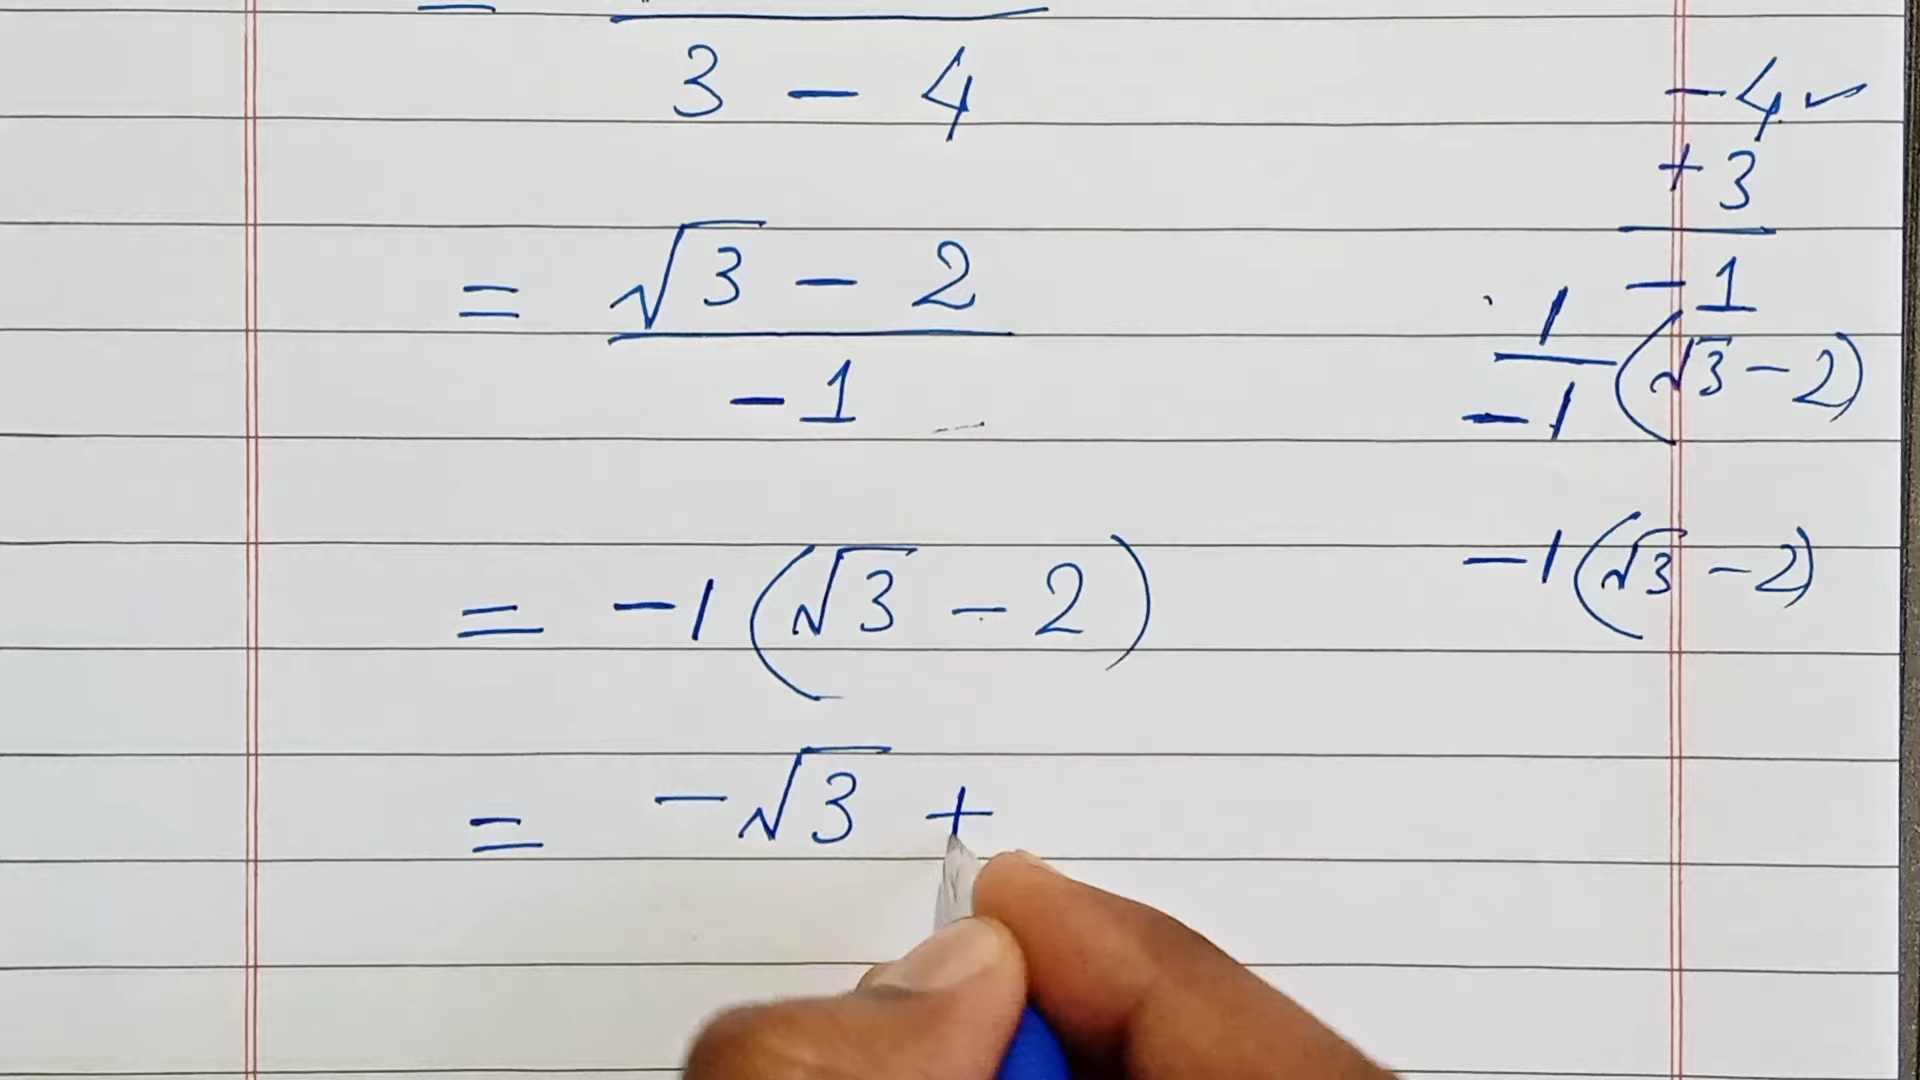 3 - 4
= √3 - 2
-1
= -1 (√3 - 2)
= -√3 +
-4 ✓
+ 3
-1
1
-1 (√3 - 2)
-1 (√3 - 2)